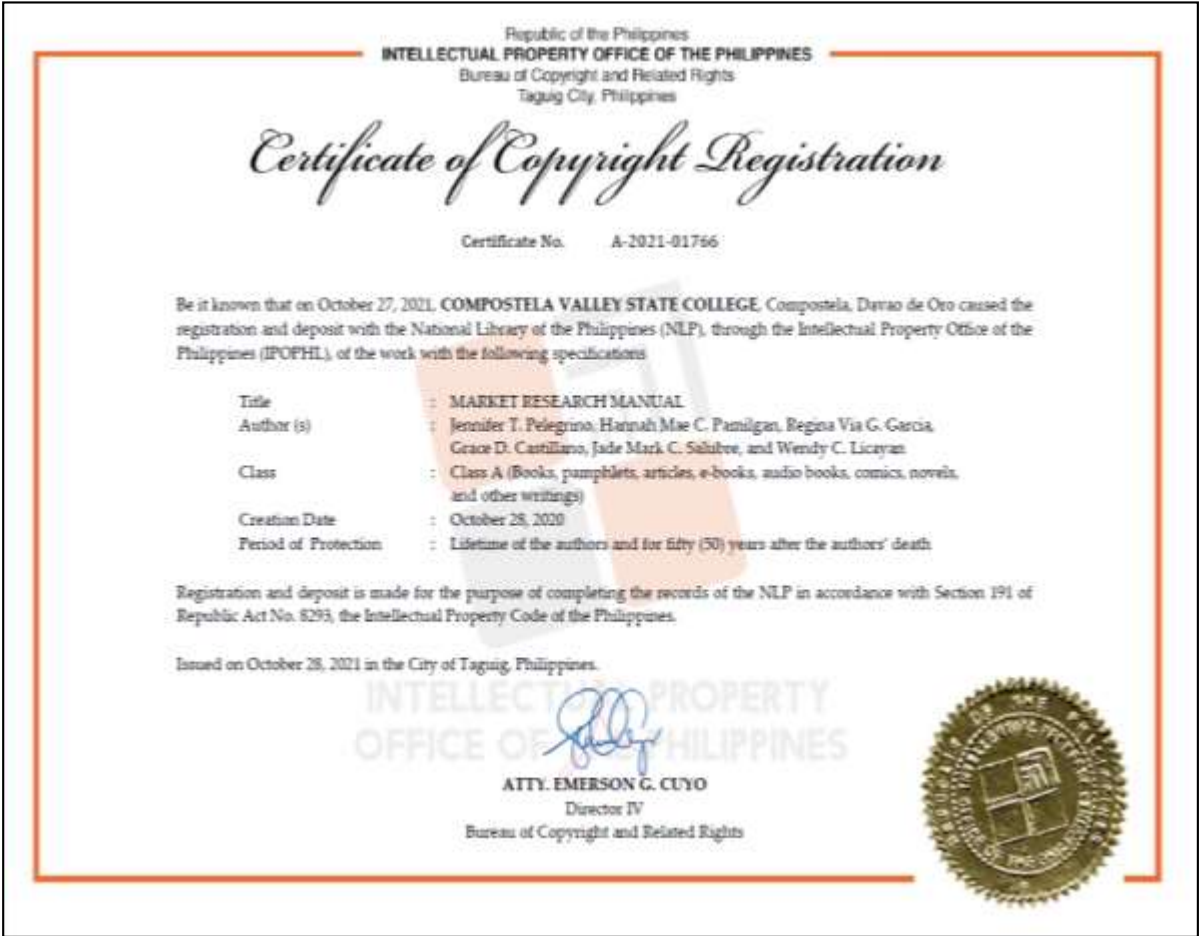 Republic of the Philippines
INTELLECTUAL PROPERTY OFFICE OF THE PHILIPPINES
Bureau of Copyright and Related Rights
Taguig City, Philippines
Certificate of Copyright Registration
Certificate No. A-2021-01766
Be it known that on October 27, 2021, COMPOSTELA VALLEY STATE COLLEGE, Compostela, Davao de Oro caused the
registration and deposit with the National Library of the Philippines (NLP), through the Intellectual Property Office of the
Philippines (IPOPHL), of the work with the following specifications
Title : MARKET RESEARCH MANUAL
Author (s) : Jennifer T. Pelegrino, Hannah Mae C. Pamilgan, Regina Via G. Garcia,
Grace D. Castillano, Jade Mark C. Salubre, and Wendy C. Licayan
Class : Class A (Books, pamphlets, articles, e-books, audio books, comics, novels,
and other writings)
Creation Date : October 28, 2020
Period of Protection : Lifetime of the authors and for fifty (50) years after the authors' death
Registration and deposit is made for the purpose of completing the records of the NLP in accordance with Section 191 of
Republic Act No. 8293, the Intellectual Property Code of the Philippines.
Issued on October 28, 2021 in the City of Taguig, Philippines.
INTELLECTUAL PROPERTY
OFFICE OF PHILIPPINES
ATTY. EMERSON G. CUYO
Director IV
Bureau of Copyright and Related Rights